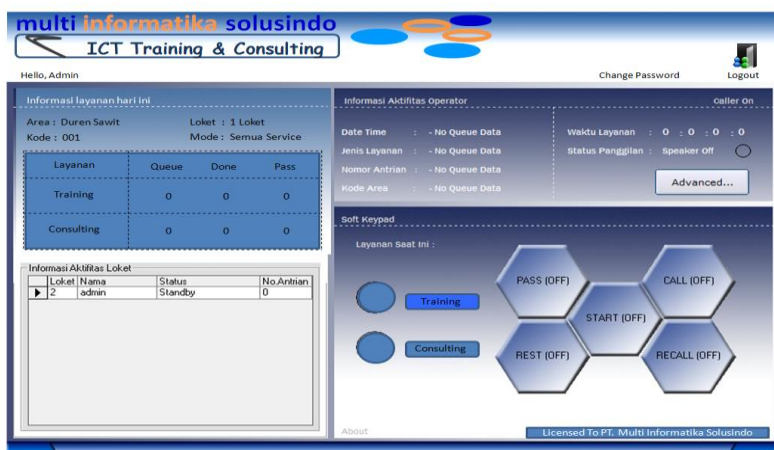 multi informatika solusindo
ICT Training & Consulting
Hello, Admin
Change Password
Logout
Informasi layanan hari ini
Area : Duren Sawit
Loket : 1 Loket
Kode : 001
Mode : Semua Service
Layanan Queue Done Pass
Training 0 0 0
Consulting 0 0 0
Informasi Aktifitas Loket
Loket Nama Status No.Antrian
2 admin Standby 0
Informasi Aktifitas Operator
Caller On
Date Time : - No Queue Data
Jenis Layanan : - No Queue Data
Nomor Antrian : - No Queue Data
Kode Area : - No Queue Data
Waktu Layanan : 0 : 0 : 0 : 0
Status Panggilan : Speaker Off
Advanced...
Soft Keypad
Layanan Saat Ini :
Training
Consulting
PASS (OFF)
CALL (OFF)
START (OFF)
REST (OFF)
RECALL (OFF)
About
Licensed To PT. Multi Informatika Solusindo